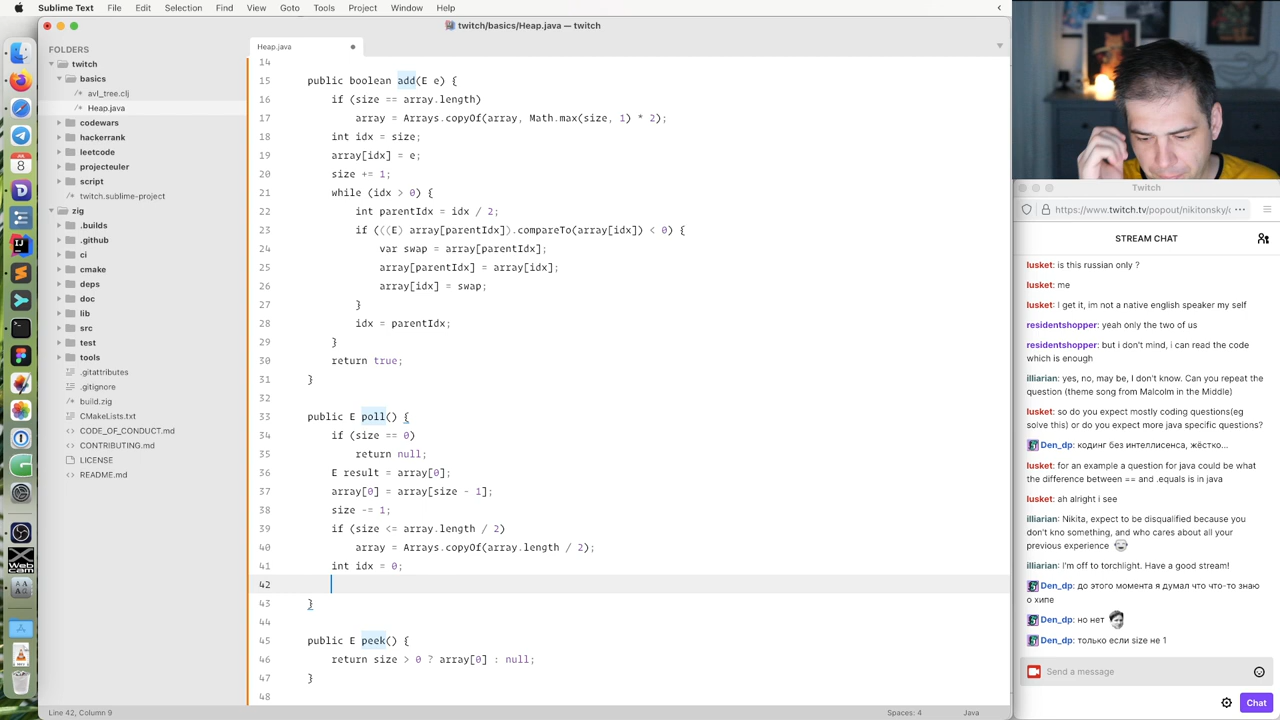 Sublime Text File Edit Selection Find View Goto Tools Project Window Help
twitch/basics/Heap.java — twitch
FOLDERS
twitch
basics
avl_tree.clj
Heap.java
codewars
hackerrank
leetcode
projecteuler
script
twitch.sublime-project
zig
.builds
.github
ci
cmake
deps
doc
lib
src
test
tools
.gitattributes
.gitignore
build.zig
CMakeLists.txt
CODE_OF_CONDUCT.md
CONTRIBUTING.md
LICENSE
README.md
Heap.java
14
15 public boolean add(E e) {
16 if (size == array.length)
17 array = Arrays.copyOf(array, Math.max(size, 1) * 2);
18 int idx = size;
19 array[idx] = e;
20 size += 1;
21 while (idx > 0) {
22 int parentIdx = idx / 2;
23 if (((E) array[parentIdx]).compareTo(array[idx]) < 0) {
24 var swap = array[parentIdx];
25 array[parentIdx] = array[idx];
26 array[idx] = swap;
27 }
28 idx = parentIdx;
29 }
30 return true;
31 }
32
33 public E poll() {
34 if (size == 0)
35 return null;
36 E result = array[0];
37 array[0] = array[size - 1];
38 size -= 1;
39 if (size <= array.length / 2)
40 array = Arrays.copyOf(array.length / 2);
41 int idx = 0;
42
43 }
44
45 public E peek() {
46 return size > 0 ? array[0] : null;
47 }
48
Line 42, Column 9 Spaces: 4 Java
Twitch
https://www.twitch.tv/popout/nikitonsky/
STREAM CHAT
lusket: is this russian only ?
lusket: me
lusket: I get it, im not a native english speaker my self
residentshopper: yeah only the two of us
residentshopper: but i don't mind, i can read the code
which is enough
illiarian: yes, no, may be, I don't know. Can you repeat the
question (theme song from Malcolm in the Middle)
lusket: so do you expect mostly coding questions(eg
solve this) or do you expect more java specific questions?
Den_dp: кодинг без интеллисенса, жёстко...
lusket: for an example a question for java could be what
the difference between == and .equals is in java
lusket: ah alright i see
illiarian: Nikita, expect to be disqualified because you
don't kno something, and who cares about all your
previous experience
illiarian: I'm off to torchlight. Have a good stream!
Den_dp: до этого момента я думал что что-то знаю
о хипе
Den_dp: но нет
Den_dp: только если size не 1
Send a message
Chat